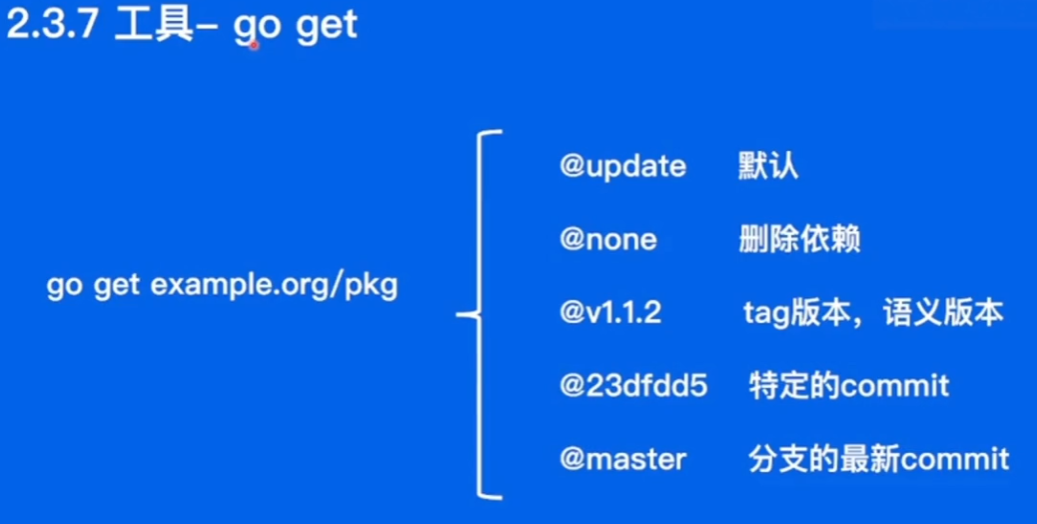 2.3.7 工具- go get
go get example.org/pkg
@update 默认
@none 删除依赖
@v1.1.2 tag版本，语义版本
@23dfdd5 特定的commit
@master 分支的最新commit